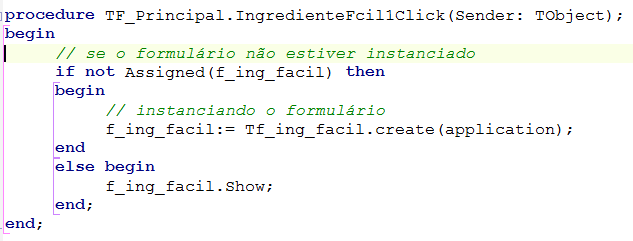 procedure TF_Principal.IngredienteFcil1Click(Sender: TObject);
begin
// se o formulário não estiver instanciado
if not Assigned(f_ing_facil) then
begin
// instanciando o formulário
f_ing_facil:= Tf_ing_facil.create(application);
end
else begin
f_ing_facil.Show;
end;
end;